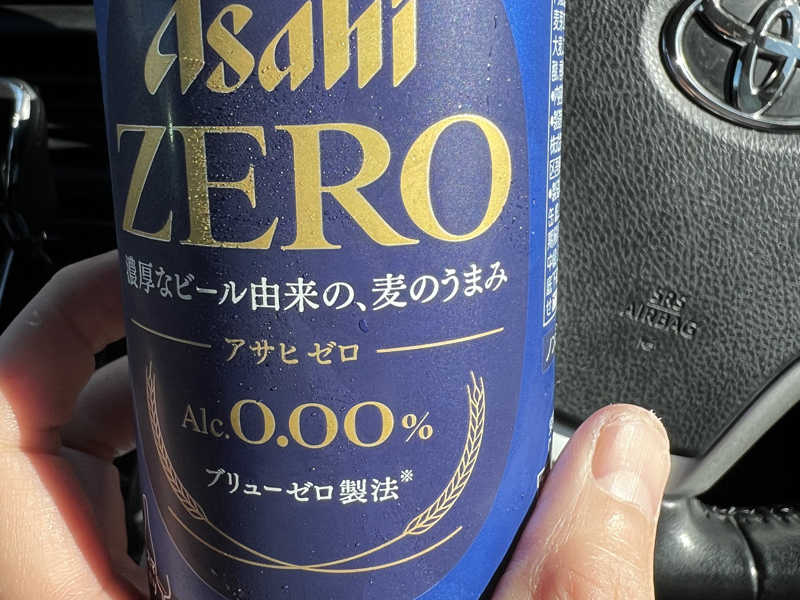 Asahi
ZERO
濃厚なビール由来の、麦のうまみ
アサヒ ゼロ
Alc.0.00%
ブリューゼロ製法※
SRS
AIRBAG